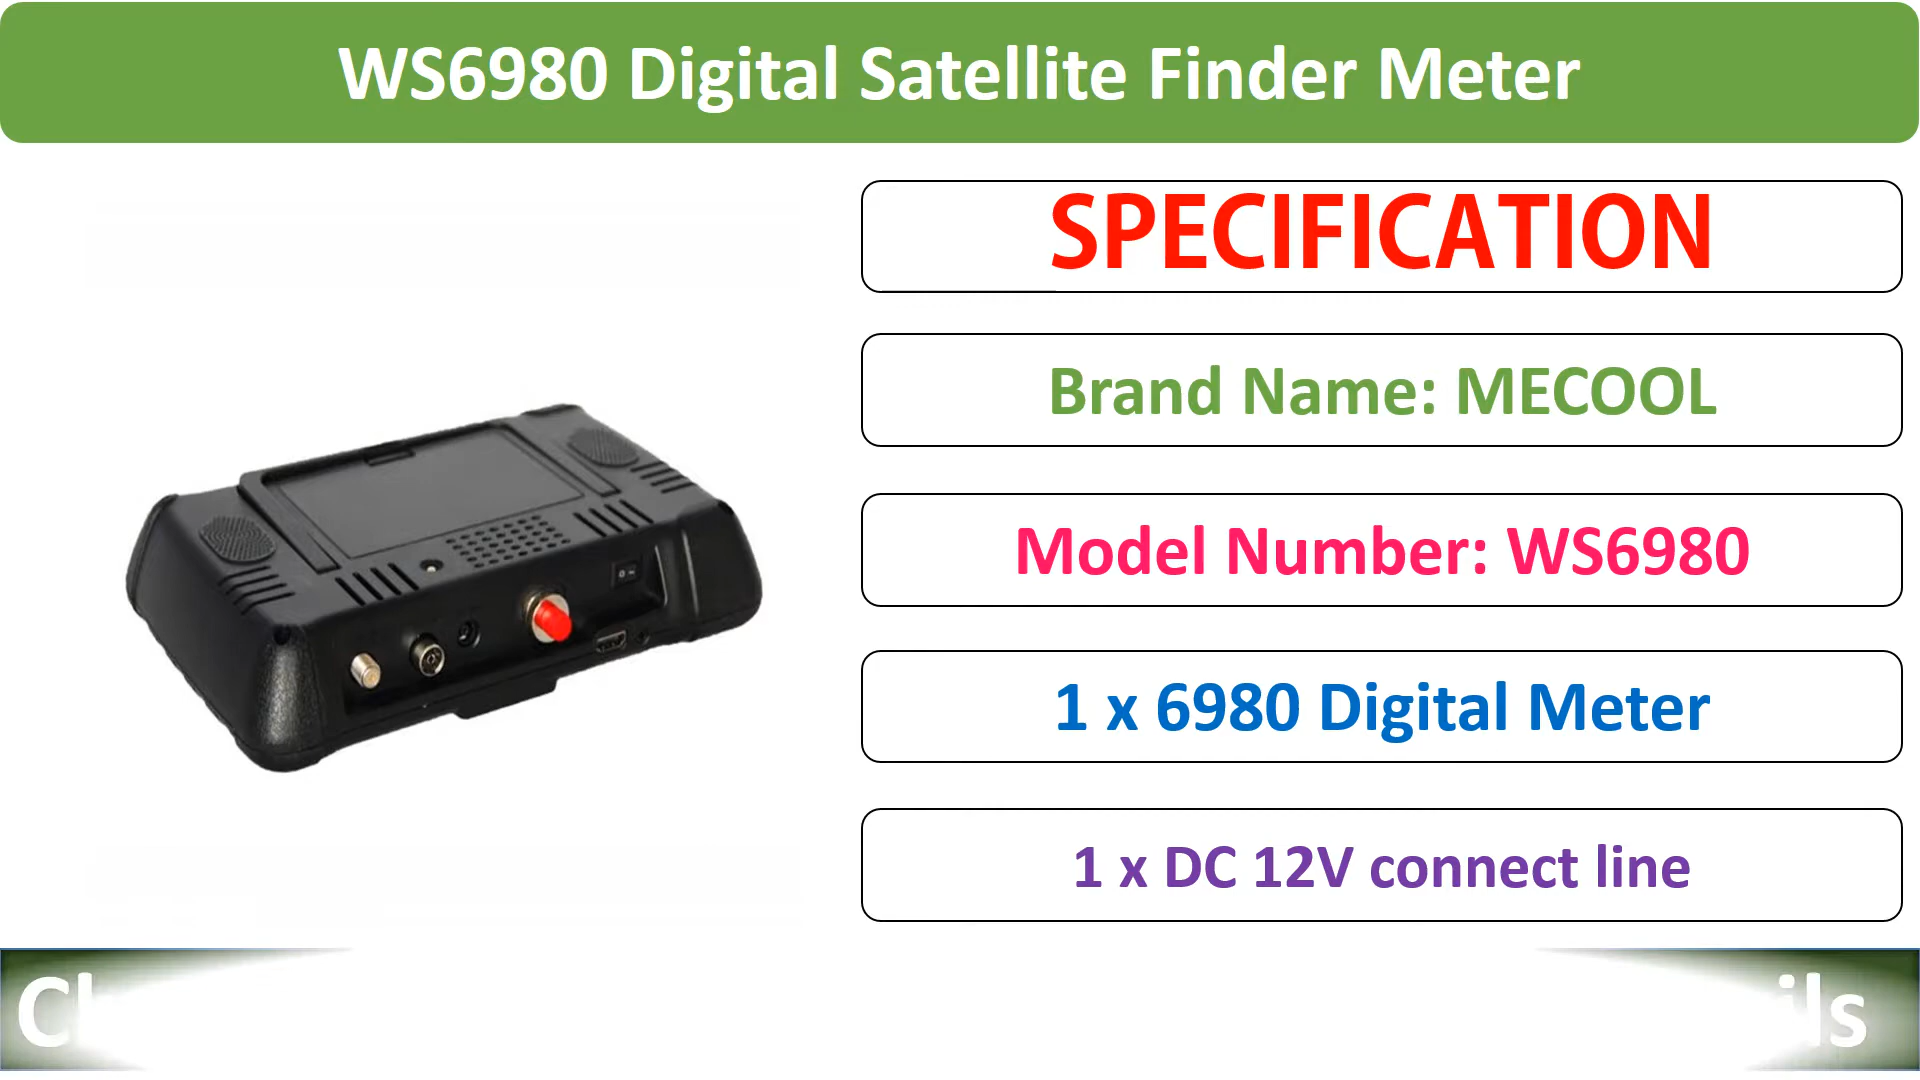 WS6980 Digital Satellite Finder Meter
SPECIFICATION
Brand Name: MECOOL
Model Number: WS6980
1 x 6980 Digital Meter
1 x DC 12V connect line